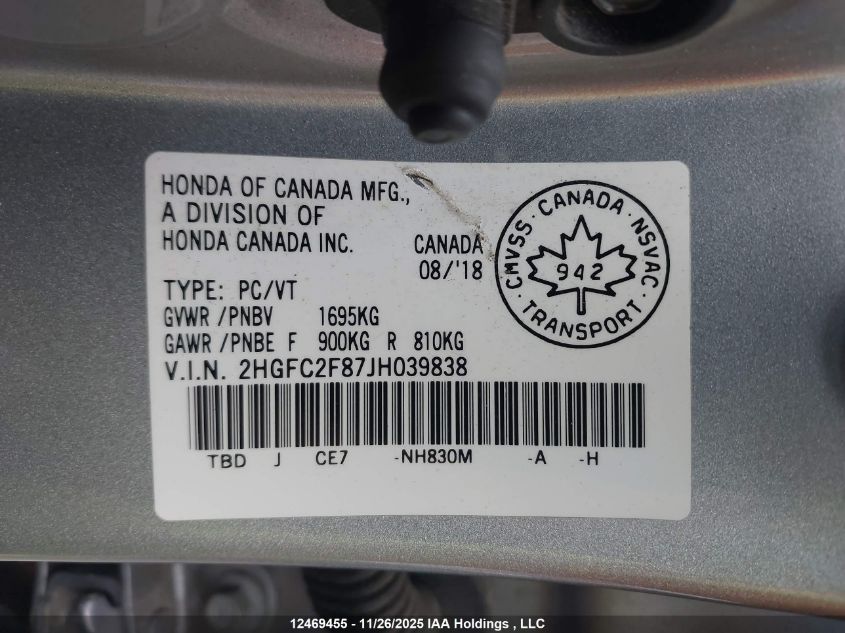 HONDA OF CANADA MFG.,
A DIVISION OF
HONDA CANADA INC. CANADA
08/'18
TYPE: PC/VT
GVWR /PNBV 1695KG
GAWR /PNBE F 900KG R 810KG
V.I.N. 2HGFC2F87JH039838
TBD J CE7 -NH830M -A -H
CMVSS · CANADA · NSVAC · TRANSPORT ·
942
12469455 - 11/26/2025 IAA Holdings , LLC